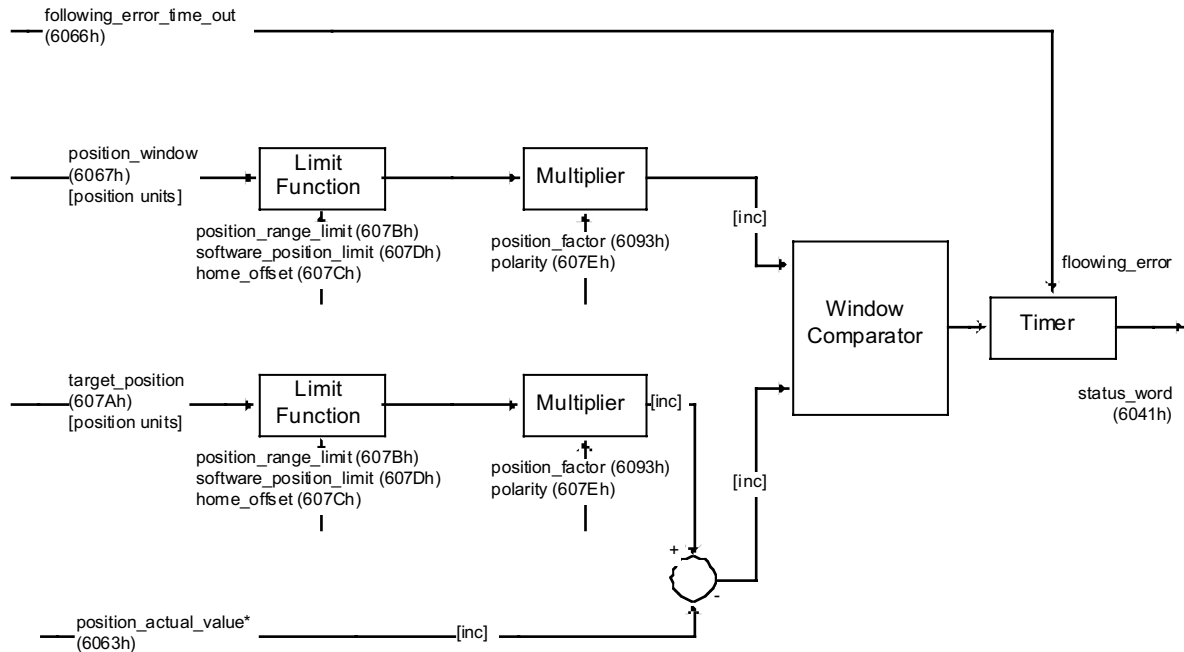 following_error_time_out
(6066h)
position_window
(6067h)
[position units]
Limit
Function
Multiplier
[inc]
position_range_limit (607Bh)
software_position_limit (607Dh)
home_offset (607Ch)
position_factor (6093h)
polarity (607Eh)
floowing_error
Window
Comparator
Timer
target_position
(607Ah)
[position units]
Limit
Function
Multiplier
[inc]
status_word
(6041h)
position_range_limit (607Bh)
software_position_limit (607Dh)
home_offset (607Ch)
position_factor (6093h)
polarity (607Eh)
[inc]
+
-
position_actual_value*
(6063h)
[inc]